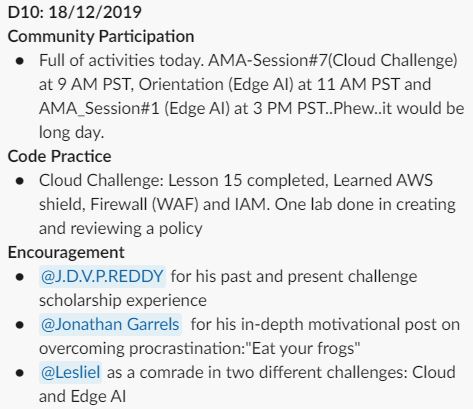 D10: 18/12/2019
Community Participation
● Full of activities today. AMA-Session#7(Cloud Challenge)
at 9 AM PST, Orientation (Edge AI) at 11 AM PST and
AMA_Session#1 (Edge AI) at 3 PM PST..Phew..it would be
long day.
Code Practice
● Cloud Challenge: Lesson 15 completed, Learned AWS
shield, Firewall (WAF) and IAM. One lab done in creating
and reviewing a policy
Encouragement
● @J.D.V.P.REDDY for his past and present challenge
scholarship experience
● @Jonathan Garrels for his in-depth motivational post on
overcoming procrastination:"Eat your frogs"
● @Lesliel as a comrade in two different challenges: Cloud
and Edge AI